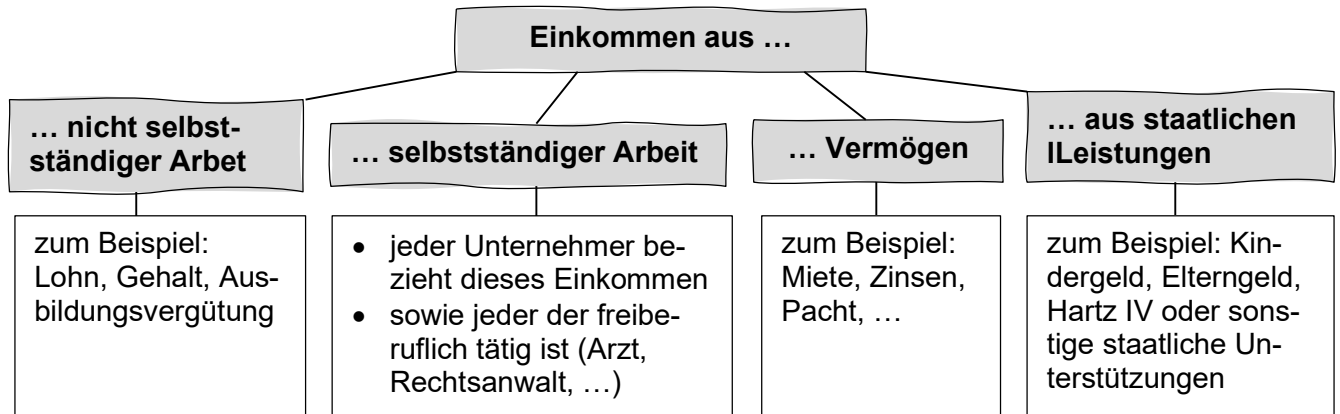 Einkommen aus …
… nicht selbst-
ständiger Arbet
… selbstständiger Arbeit
… Vermögen
… aus staatlichen
lLeistungen
zum Beispiel:
Lohn, Gehalt, Aus-
bildungsvergütung
• jeder Unternehmer be-
zieht dieses Einkommen
• sowie jeder der freibe-
ruflich tätig ist (Arzt,
Rechtsanwalt, …)
zum Beispiel:
Miete, Zinsen,
Pacht, …
zum Beispiel: Kin-
dergeld, Elterngeld,
Hartz IV oder sons-
tige staatliche Un-
terstützungen